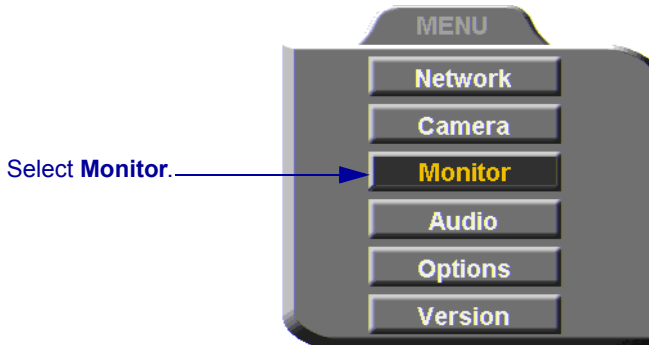 MENU
Network
Camera
Select Monitor.
Monitor
Audio
Options
Version